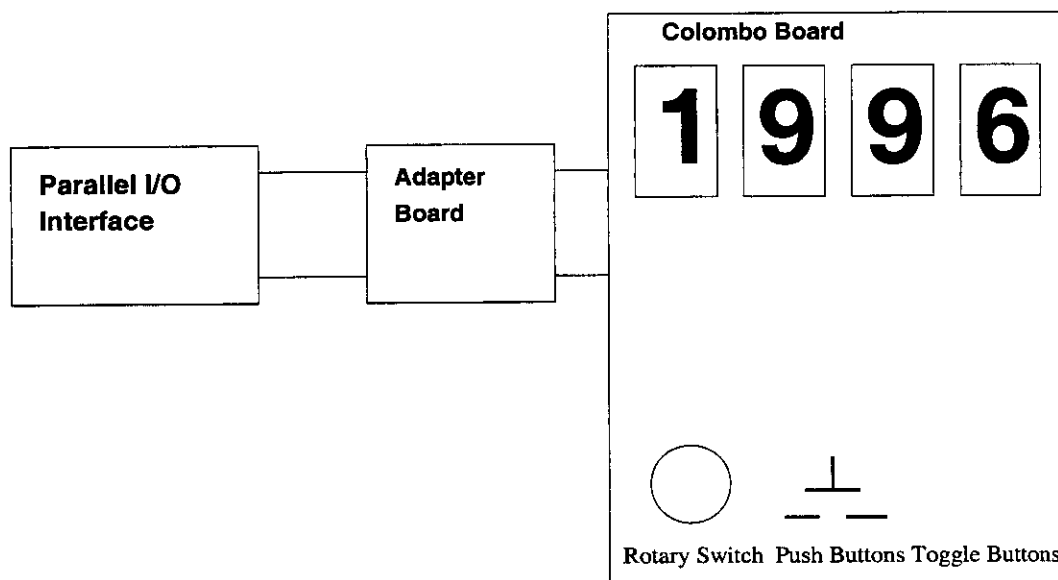 Colombo Board
1 9 9 6
Parallel I/O
Interface
Adapter
Board
Rotary Switch Push Buttons Toggle Buttons